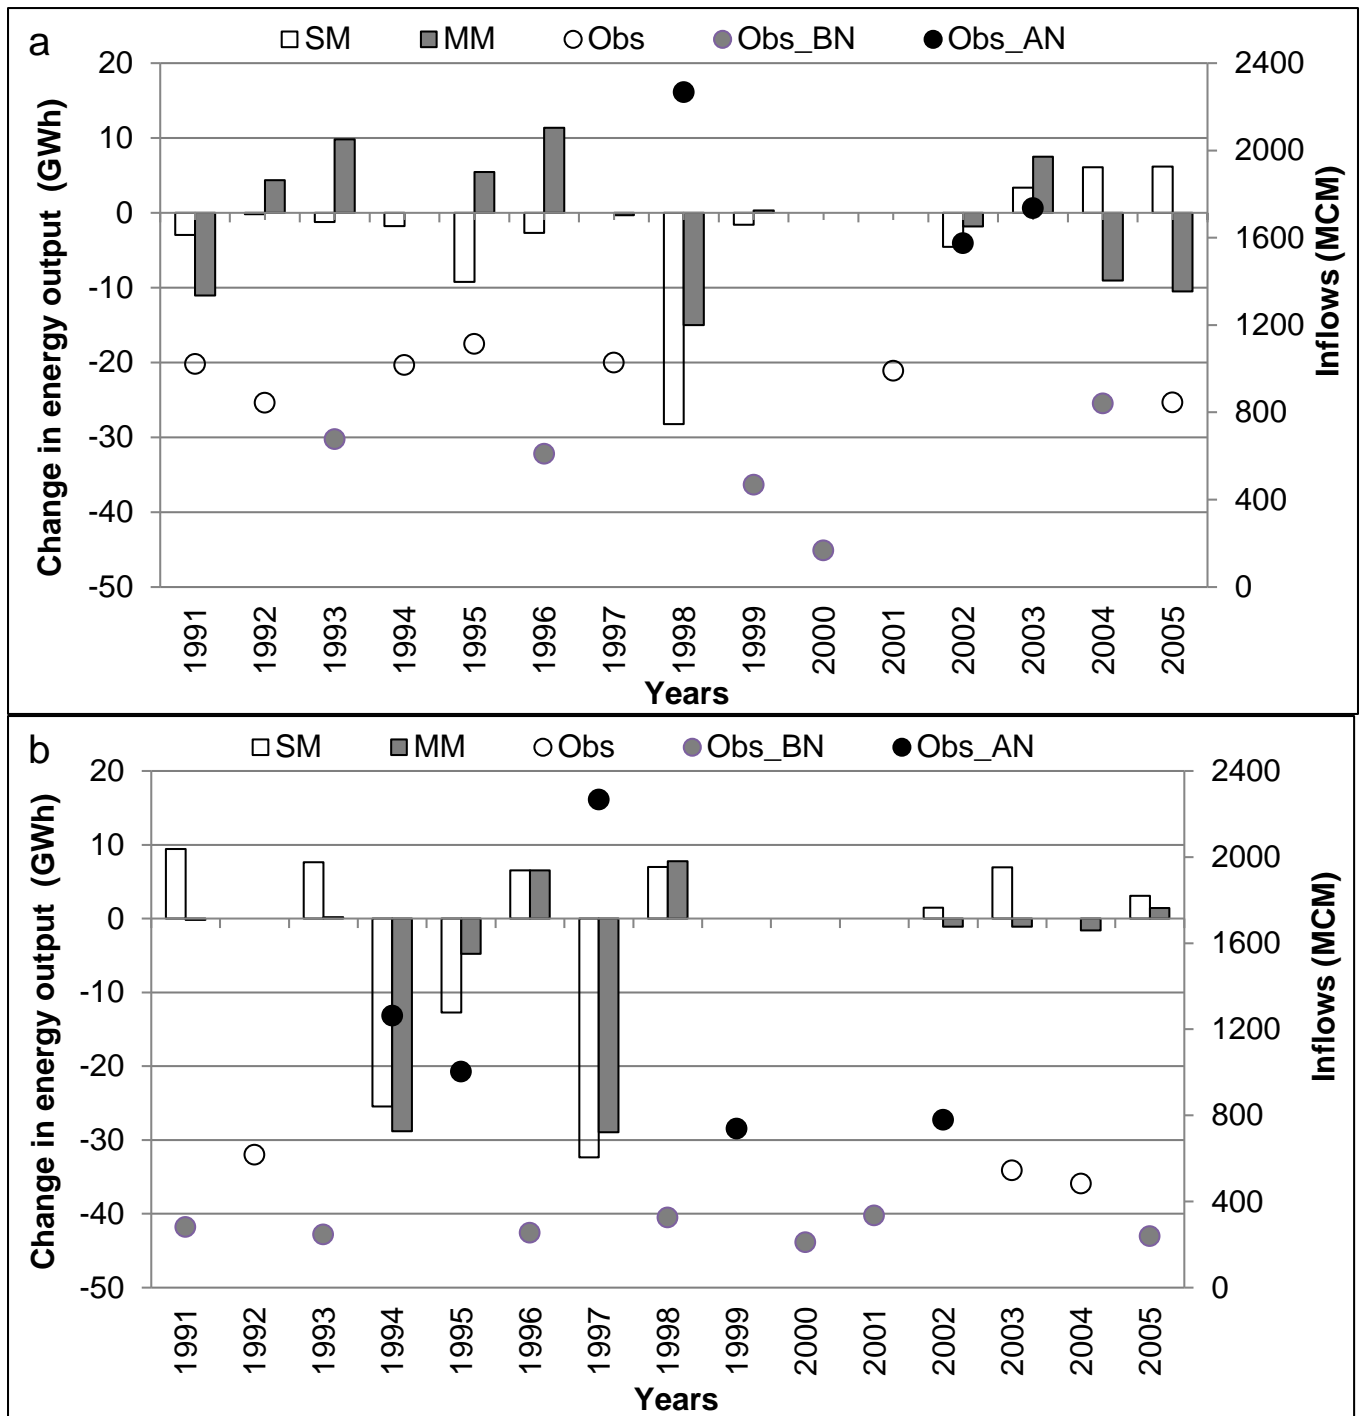 a
SM MM Obs Obs_BN Obs_AN
Change in energy output (GWh)
20
10
0
-10
-20
-30
-40
-50
2400
2000
1600
1200
800
400
0
Inflows (MCM)
1991 1992 1993 1994 1995 1996 1997 1998 1999 2000 2001 2002 2003 2004 2005
Years
b
SM MM Obs Obs_BN Obs_AN
Change in energy output (GWh)
20
10
0
-10
-20
-30
-40
-50
2400
2000
1600
1200
800
400
0
Inflows (MCM)
1991 1992 1993 1994 1995 1996 1997 1998 1999 2000 2001 2002 2003 2004 2005
Years